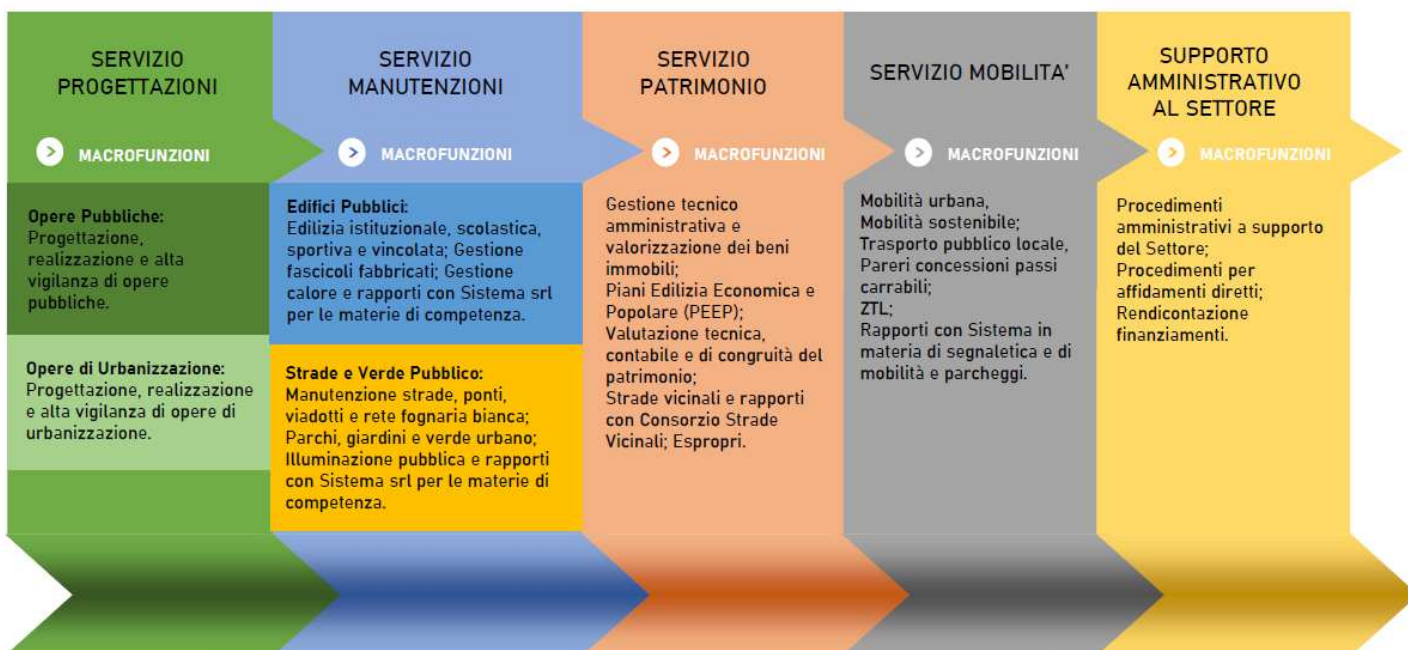 SERVIZIO
PROGETTAZIONI
MACROFUNZIONI
Opere Pubbliche:
Progettazione,
realizzazione e alta
vigilanza di opere
pubbliche.
Opere di Urbanizzazione:
Progettazione, realizzazione
e alta vigilanza di opere di
urbanizzazione.
SERVIZIO
MANUTENZIONI
MACROFUNZIONI
Edifici Pubblici:
Edilizia istituzionale, scolastica,
sportiva e vincolata; Gestione
fascicoli fabbricati; Gestione
calore e rapporti con Sistema srl
per le materie di competenza.
Strade e Verde Pubblico:
Manutenzione strade, ponti,
viadotti e rete fognaria bianca;
Parchi, giardini e verde urbano;
Illuminazione pubblica e rapporti
con Sistema srl per le materie di
competenza.
SERVIZIO
PATRIMONIO
MACROFUNZIONI
Gestione tecnico
amministrativa e
valorizzazione dei beni
immobili;
Piani Edilizia Economica e
Popolare (PEEP);
Valutazione tecnica,
contabile e di congruità del
patrimonio;
Strade vicinali e rapporti
con Consorzio Strade
Vicinali; Espropri.
SERVIZIO MOBILITA'
MACROFUNZIONI
Mobilità urbana,
Mobilità sostenibile;
Trasporto pubblico locale,
Pareri concessioni passi
carrabili;
ZTL;
Rapporti con Sistema in
materia di segnaletica e di
mobilità e parcheggi.
SUPPORTO
AMMINISTRATIVO
AL SETTORE
MACROFUNZIONI
Procedimenti
amministrativi a supporto
del Settore;
Procedimenti per
affidamenti diretti;
Rendicontazione
finanziamenti.